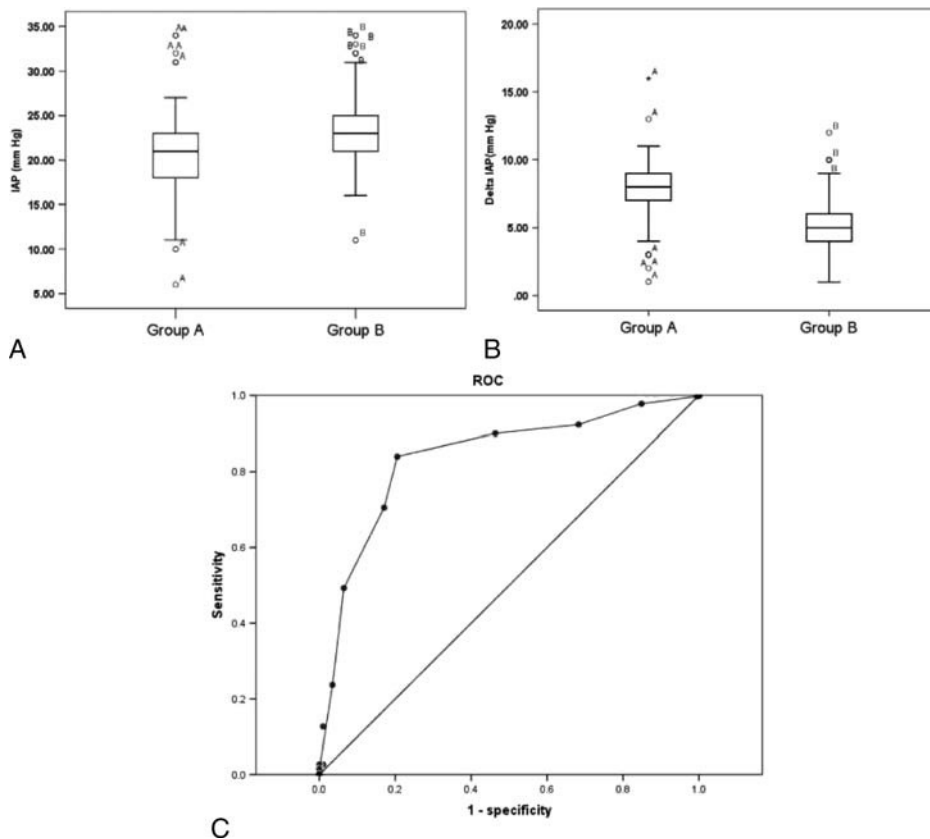 35.00
30.00
25.00
20.00
15.00
10.00
5.00
IAP (mm Hg)
AA
AA
A
A
A
B
B B
B B
B
B
Group A
Group B
A
20.00
15.00
10.00
5.00
.00
Delta IAP(mm Hg)
A
A
A
A A
A
B
B
B
Group A
Group B
B
ROC
1.0
0.8
0.6
0.4
0.2
0.0
Sensitivity
0.0 0.2 0.4 0.6 0.8 1.0
1 - specificity
C